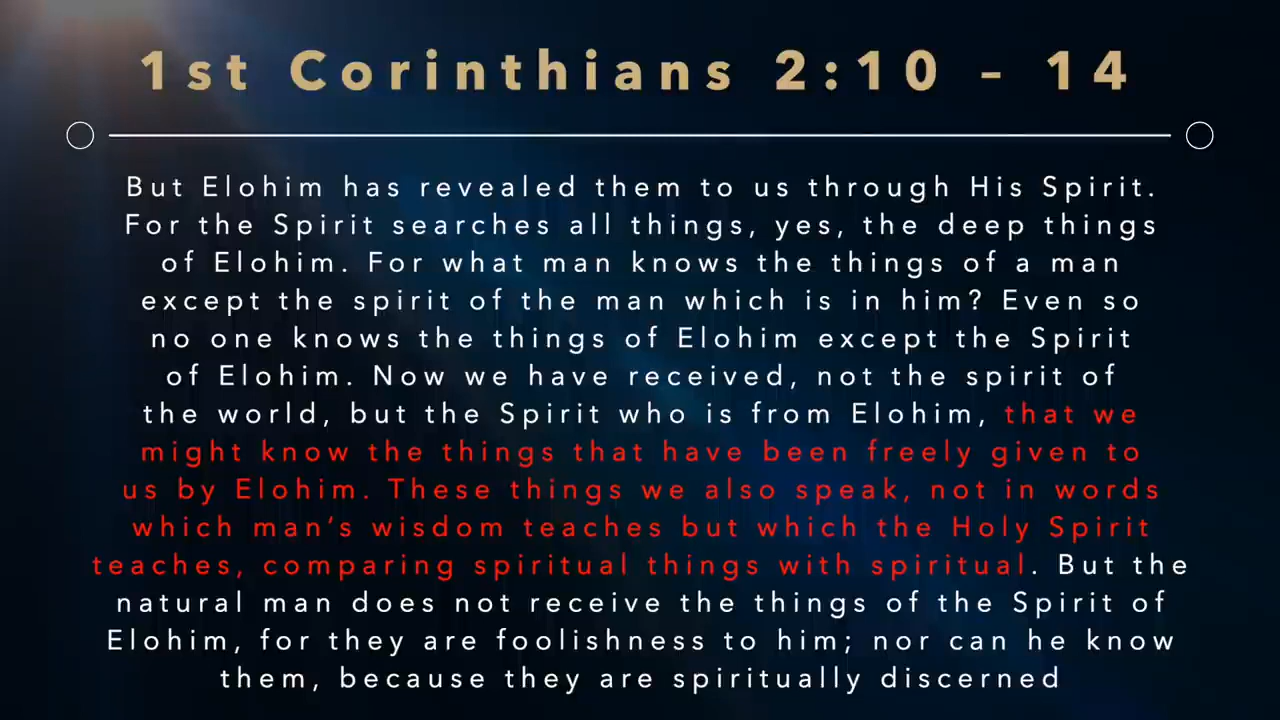 1st Corinthians 2:10 – 14
But Elohim has revealed them to us through His Spirit.
For the Spirit searches all things, yes, the deep things
of Elohim. For what man knows the things of a man
except the spirit of the man which is in him? Even so
no one knows the things of Elohim except the Spirit
of Elohim. Now we have received, not the spirit of
the world, but the Spirit who is from Elohim, that we
might know the things that have been freely given to
us by Elohim. These things we also speak, not in words
which man’s wisdom teaches but which the Holy Spirit
teaches, comparing spiritual things with spiritual. But the
natural man does not receive the things of the Spirit of
Elohim, for they are foolishness to him; nor can he know
them, because they are spiritually discerned